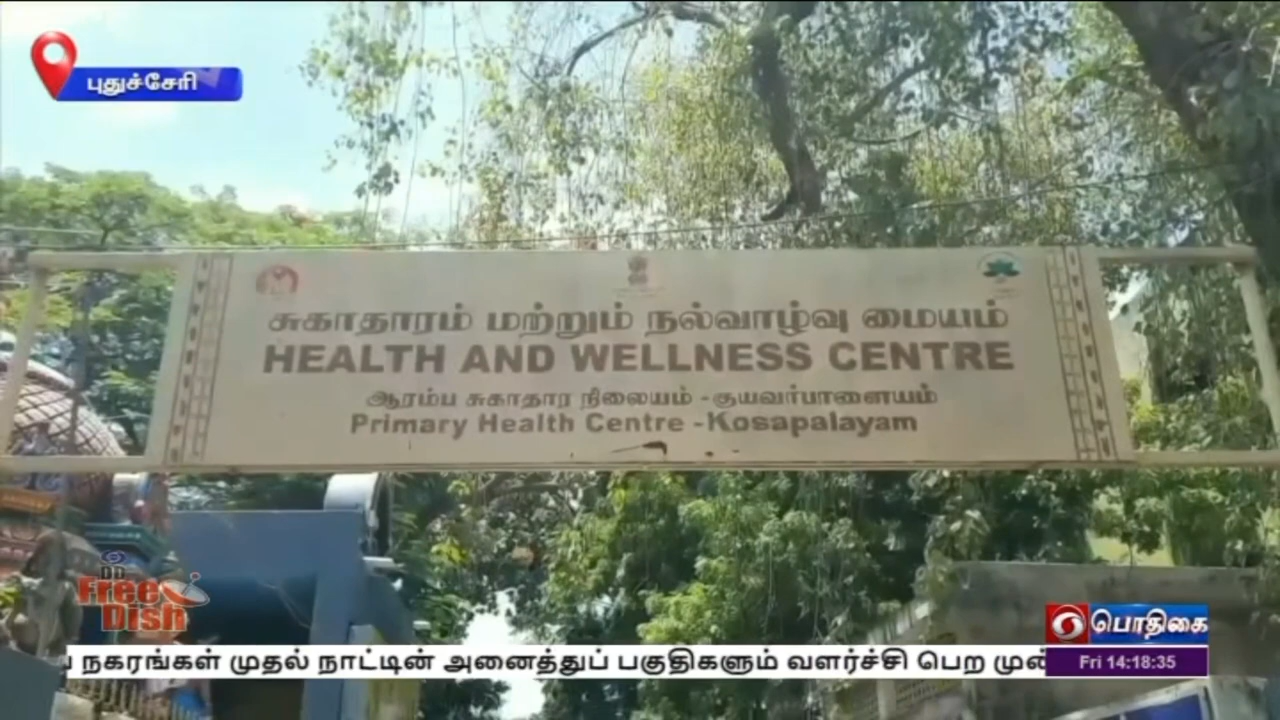 புதுச்சேரி
சுகாதாரம் மற்றும் நல்வாழ்வு மையம்
HEALTH AND WELLNESS CENTRE
ஆரம்ப சுகாதார நிலையம் - குயவர்பாளையம்
Primary Health Centre - Kosapalayam
DD
Free
Dish
பொதிகை
நகரங்கள் முதல் நாட்டின் அனைத்துப் பகுதிகளும் வளர்ச்சி பெற
Fri 14:18:35